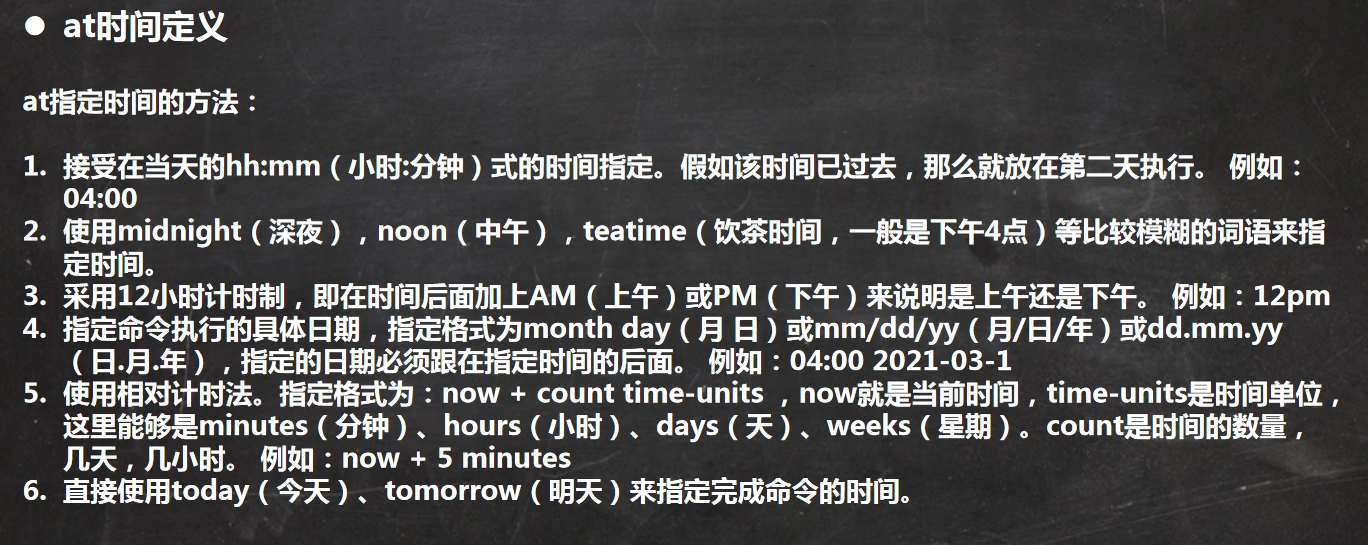 ● at时间定义
at指定时间的方法：
1. 接受在当天的hh:mm（小时:分钟）式的时间指定。假如该时间已过去，那么就放在第二天执行。 例如：
04:00
2. 使用midnight（深夜），noon（中午），teatime（饮茶时间，一般是下午4点）等比较模糊的词语来指
定时间。
3. 采用12小时计时制，即在时间后面加上AM（上午）或PM（下午）来说明是上午还是下午。 例如：12pm
4. 指定命令执行的具体日期，指定格式为month day（月 日）或mm/dd/yy（月/日/年）或dd.mm.yy
（日.月.年），指定的日期必须跟在指定时间的后面。 例如：04:00 2021-03-1
5. 使用相对计时法。指定格式为：now + count time-units ，now就是当前时间，time-units是时间单位，
这里能够是minutes（分钟）、hours（小时）、days（天）、weeks（星期）。count是时间的数量，
几天，几小时。 例如：now + 5 minutes
6. 直接使用today（今天）、tomorrow（明天）来指定完成命令的时间。